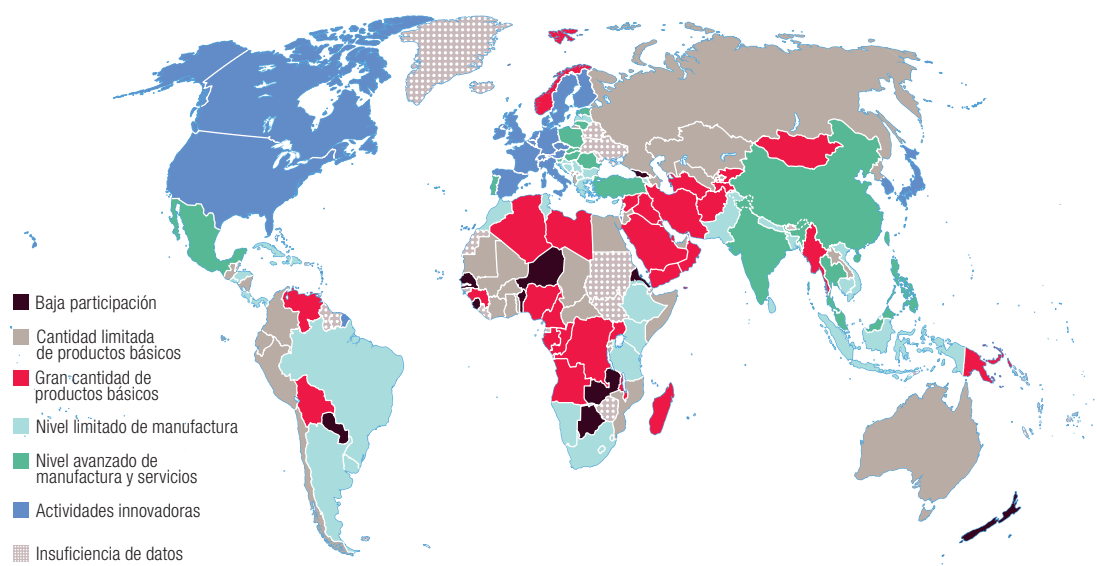 Baja participación
Cantidad limitada
de productos básicos
Gran cantidad de
productos básicos
Nivel limitado de manufactura
Nivel avanzado de
manufactura y servicios
Actividades innovadoras
Insuficiencia de datos